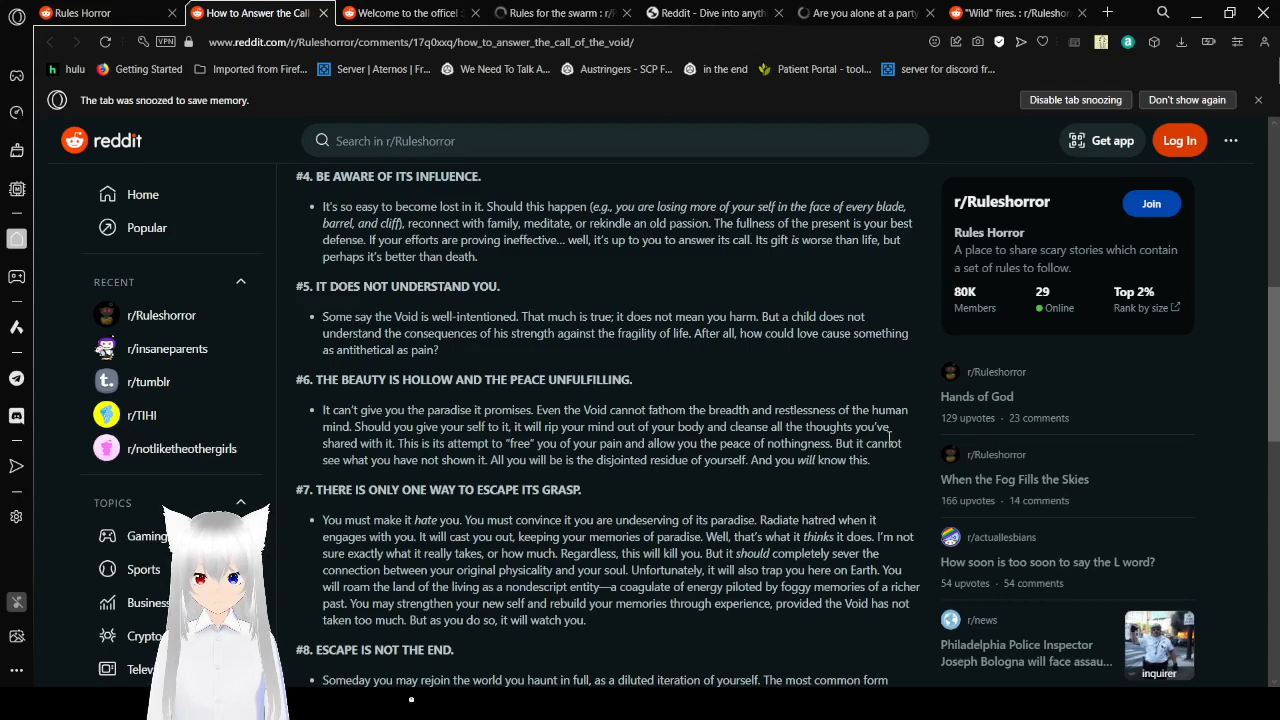 Rules Horror
How to Answer the Call
Welcome to the office!
Rules for the swarm : r/F
Reddit - Dive into anyth
Are you alone at a party
"Wild" fires. : r/Ruleshor
VPN
www.reddit.com/r/Ruleshorror/comments/17q0xxq/how_to_answer_the_call_of_the_void/
hulu
Getting Started
Imported from Firef...
Server | Aternos | Fr...
We Need To Talk A...
Austringers - SCP F...
in the end
Patient Portal - tool...
server for discord fr...
The tab was snoozed to save memory.
Disable tab snoozing
Don't show again
reddit
Search in r/Ruleshorror
Get app
Log In
Home
Popular
RECENT
r/Ruleshorror
r/insaneparents
r/tumblr
r/TIHI
r/notliketheothergirls
TOPICS
Gaming
Sports
Business
Crypto
Telev
#4. BE AWARE OF ITS INFLUENCE.
It's so easy to become lost in it. Should this happen (e.g., you are losing more of your self in the face of every blade,
barrel, and cliff), reconnect with family, meditate, or rekindle an old passion. The fullness of the present is your best
defense. If your efforts are proving ineffective... well, it's up to you to answer its call. Its gift is worse than life, but
perhaps it's better than death.
#5. IT DOES NOT UNDERSTAND YOU.
Some say the Void is well-intentioned. That much is true; it does not mean you harm. But a child does not
understand the consequences of his strength against the fragility of life. After all, how could love cause something
as antithetical as pain?
#6. THE BEAUTY IS HOLLOW AND THE PEACE UNFULFILLING.
It can't give you the paradise it promises. Even the Void cannot fathom the breadth and restlessness of the human
mind. Should you give your self to it, it will rip your mind out of your body and cleanse all the thoughts you've
shared with it. This is its attempt to "free" you of your pain and allow you the peace of nothingness. But it cannot
see what you have not shown it. All you will be is the disjointed residue of yourself. And you will know this.
#7. THERE IS ONLY ONE WAY TO ESCAPE ITS GRASP.
You must make it hate you. You must convince it you are undeserving of its paradise. Radiate hatred when it
engages with you. It will cast you out, keeping your memories of paradise. Well, that's what it thinks it does. I'm not
sure exactly what it really takes, or how much. Regardless, this will kill you. But it should completely sever the
connection between your original physicality and your soul. Unfortunately, it will also trap you here on Earth. You
will roam the land of the living as a nondescript entity—a coagulate of energy piloted by foggy memories of a richer
past. You may strengthen your new self and rebuild your memories through experience, provided the Void has not
taken too much. But as you do so, it will watch you.
#8. ESCAPE IS NOT THE END.
Someday you may rejoin the world you haunt in full, as a diluted iteration of yourself. The most common form
r/Ruleshorror
Join
Rules Horror
A place to share scary stories which contain
a set of rules to follow.
80K
29
Top 2%
Members
Online
Rank by size
r/Ruleshorror
Hands of God
129 upvotes · 23 comments
r/Ruleshorror
When the Fog Fills the Skies
166 upvotes · 14 comments
r/actuallesbians
How soon is too soon to say the L word?
54 upvotes · 54 comments
r/news
Philadelphia Police Inspector
Joseph Bologna will face assau...
inquirer